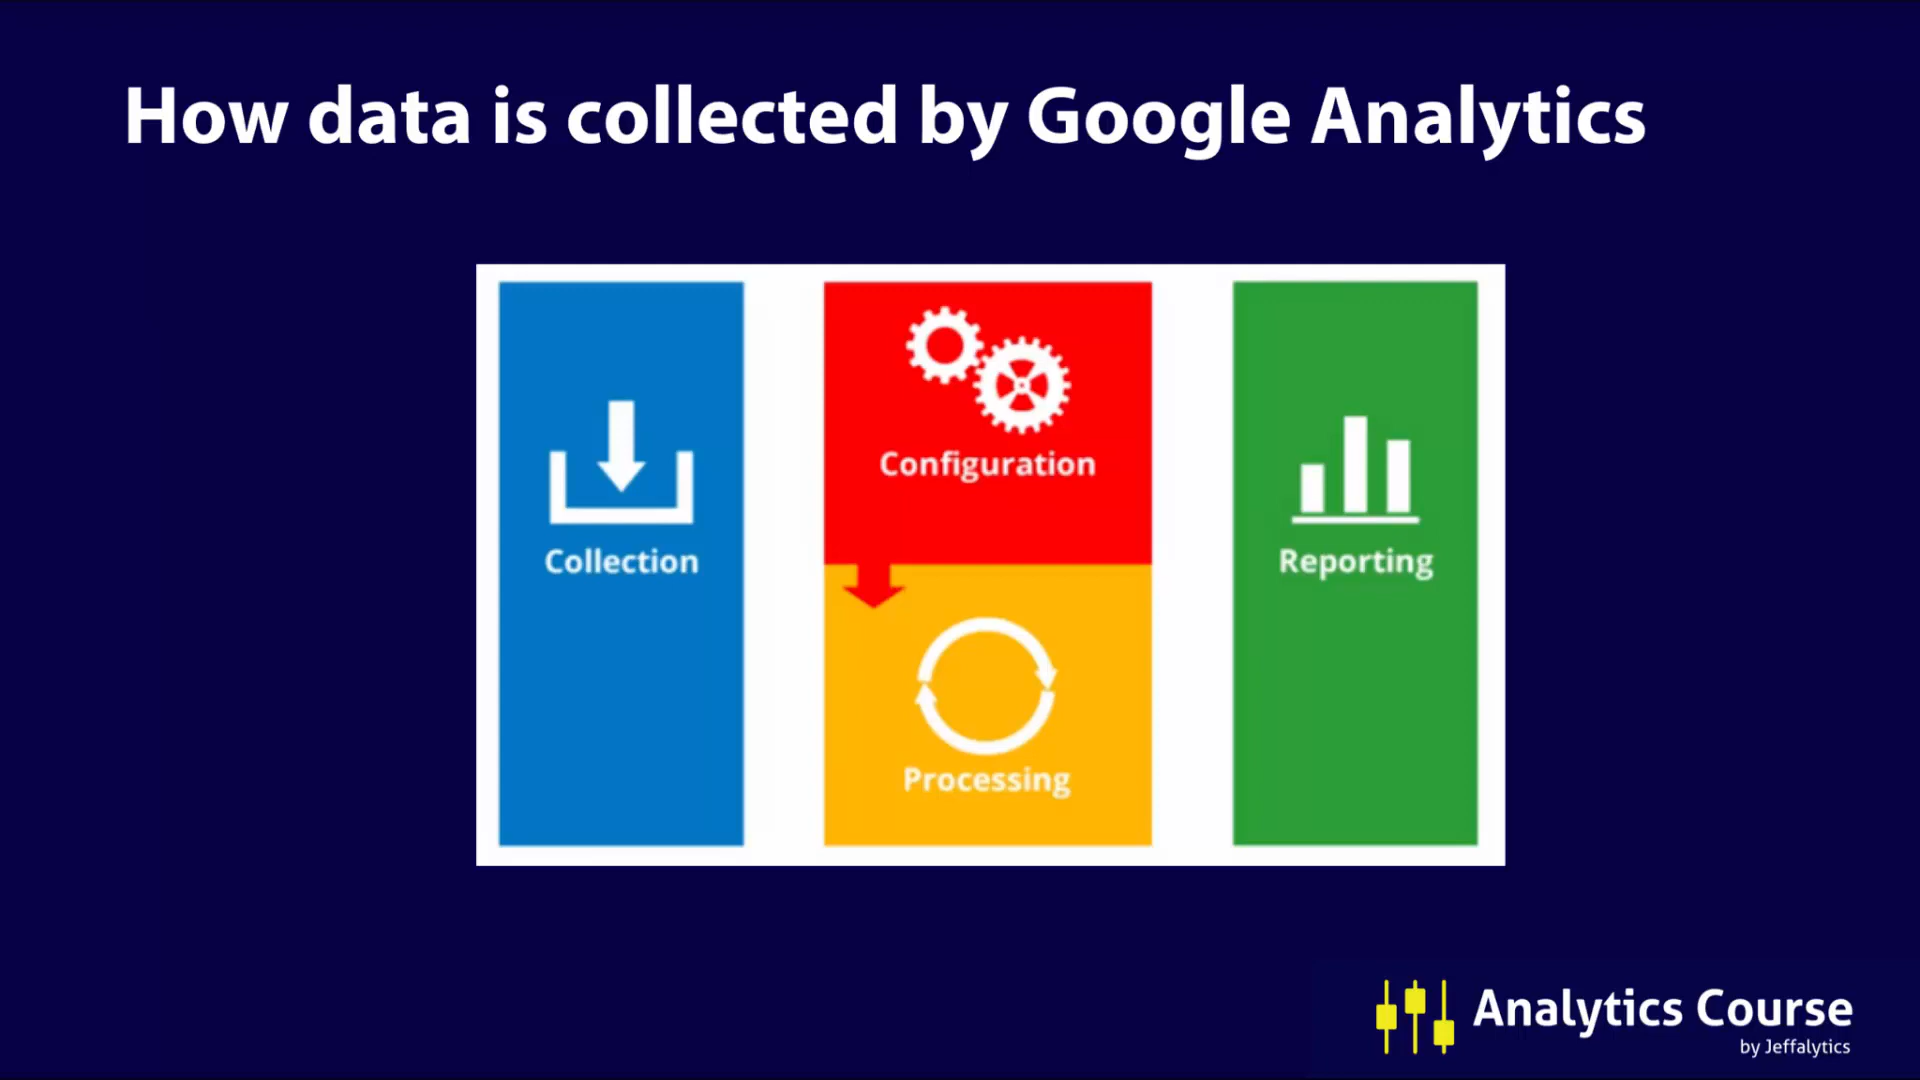 How data is collected by Google Analytics
Collection
Configuration
Processing
Reporting
Analytics Course
by Jeffalytics